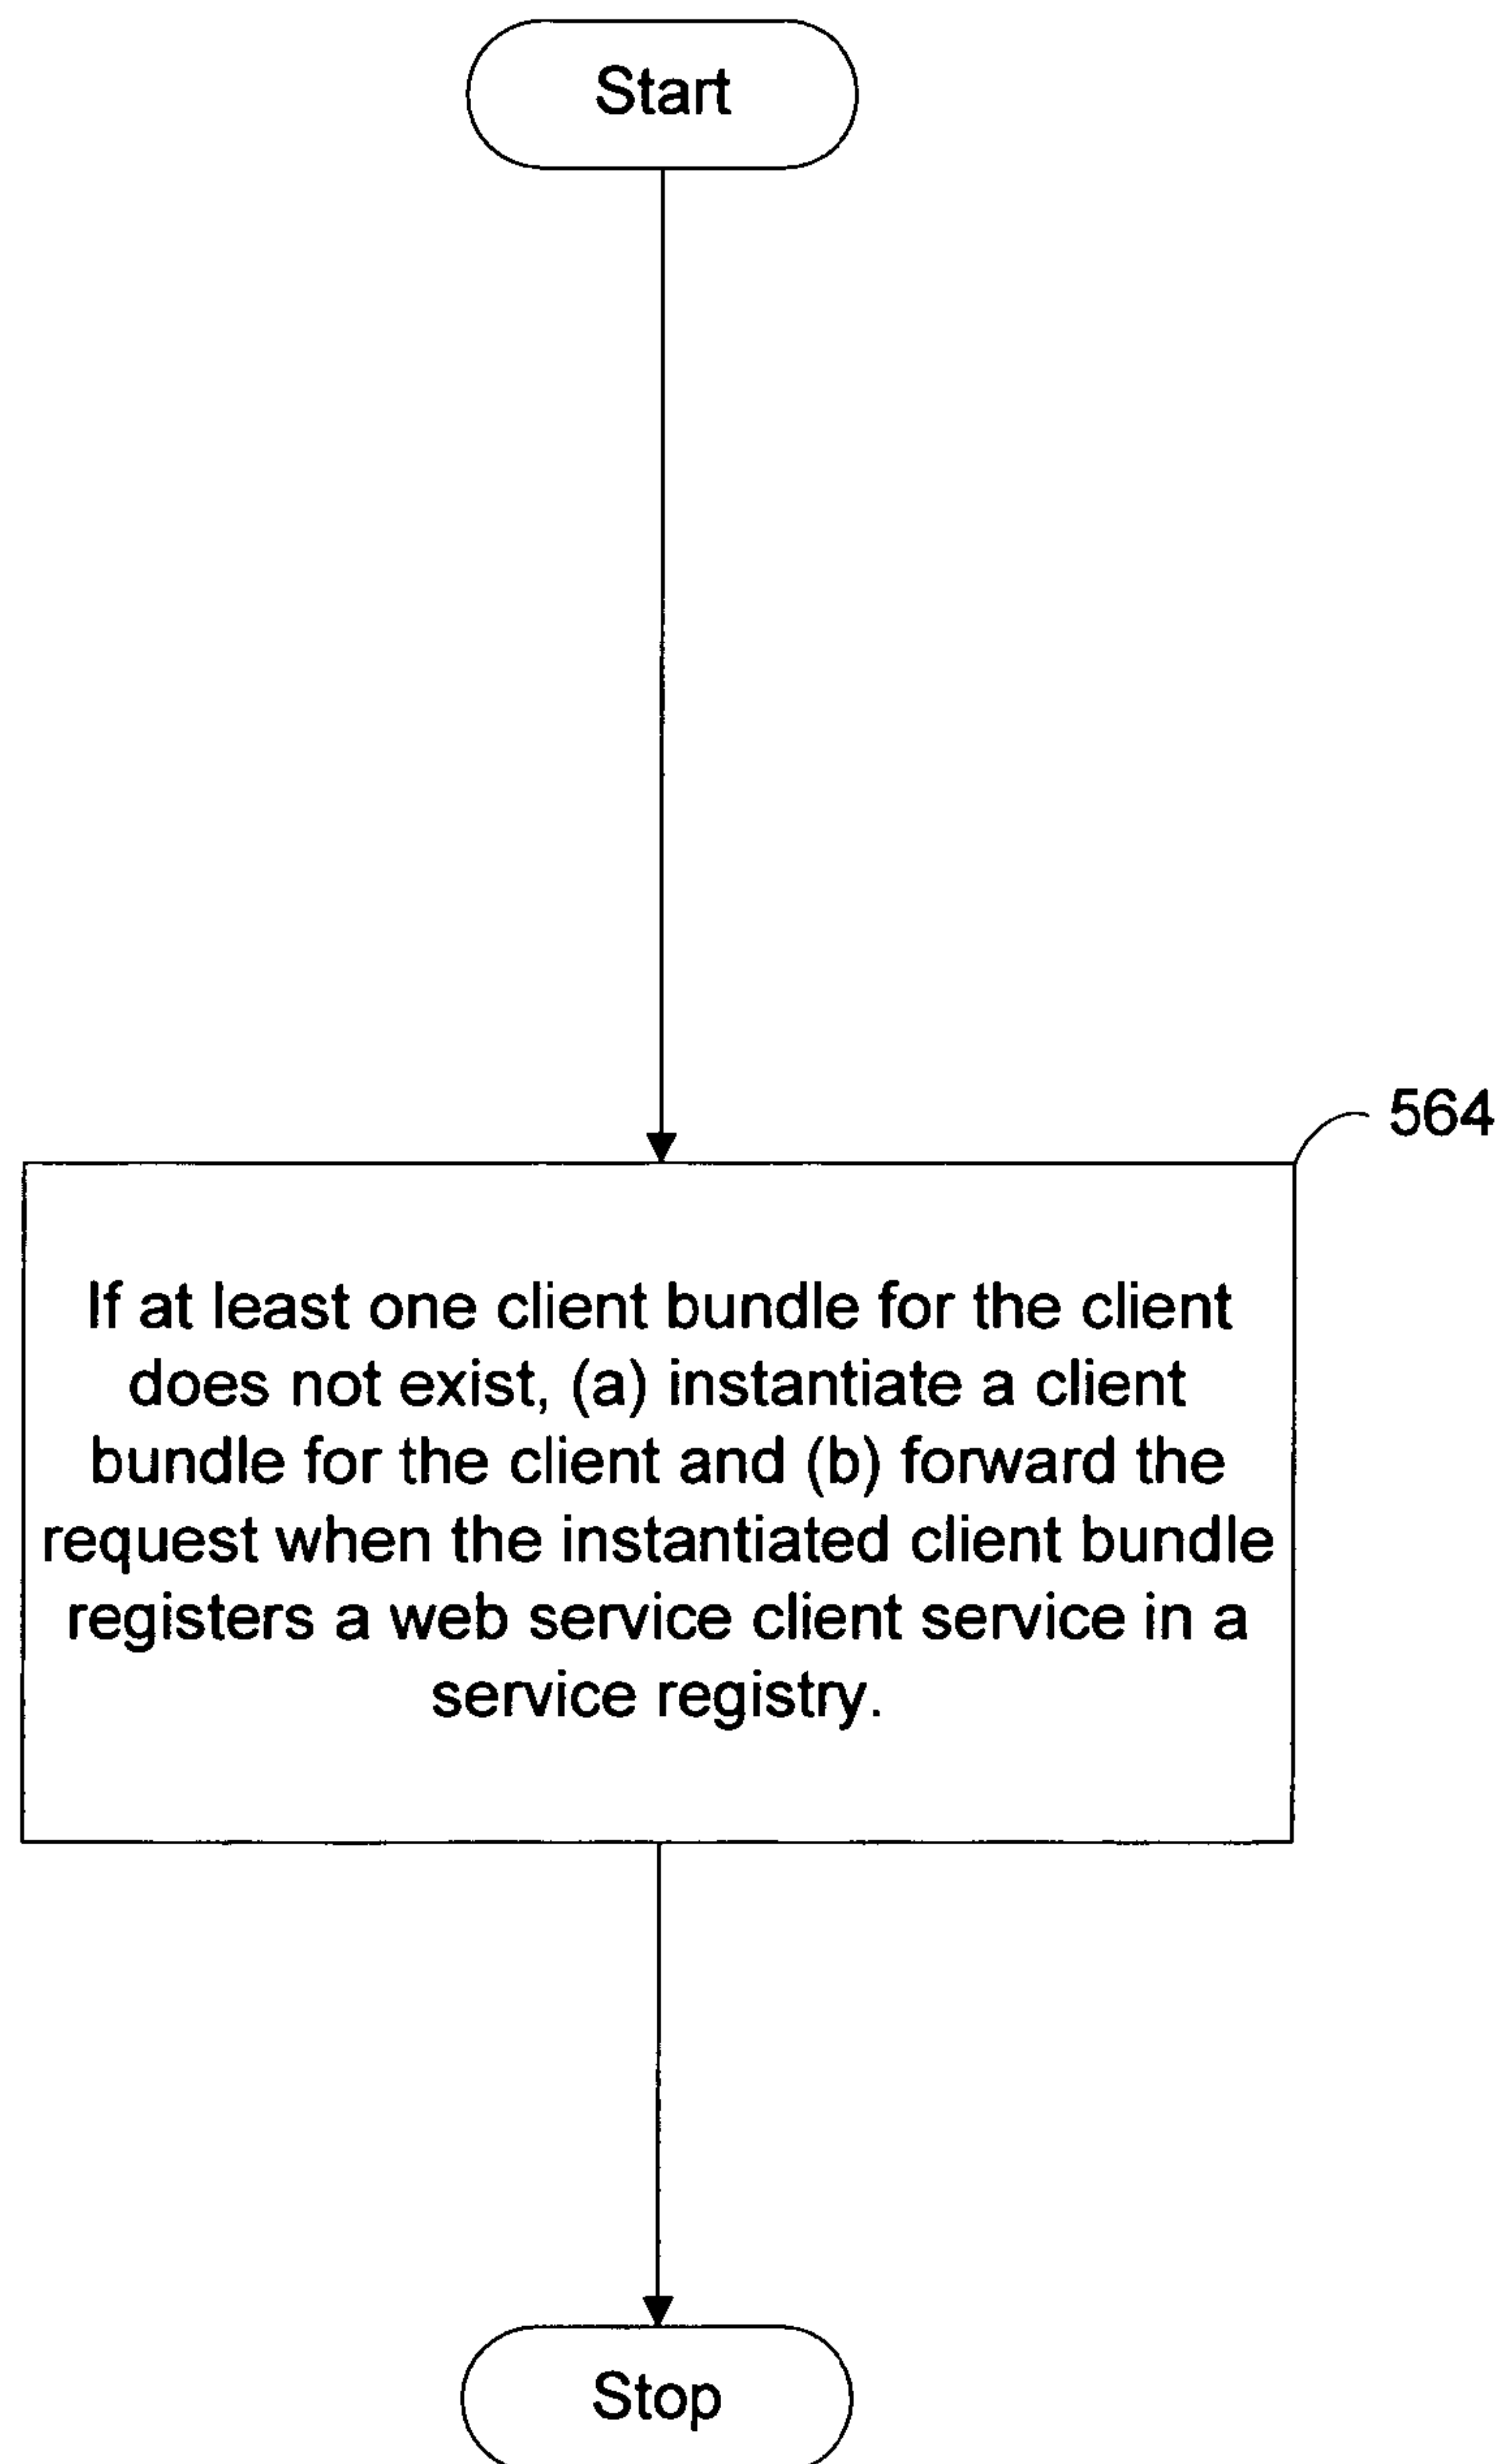 Start
564
If at least one client bundle for the client
does not exist, (a) instantiate a client
bundle for the client and (b) forward the
request when the instantiated client bundle
registers a web service client service in a
service registry.
Stop